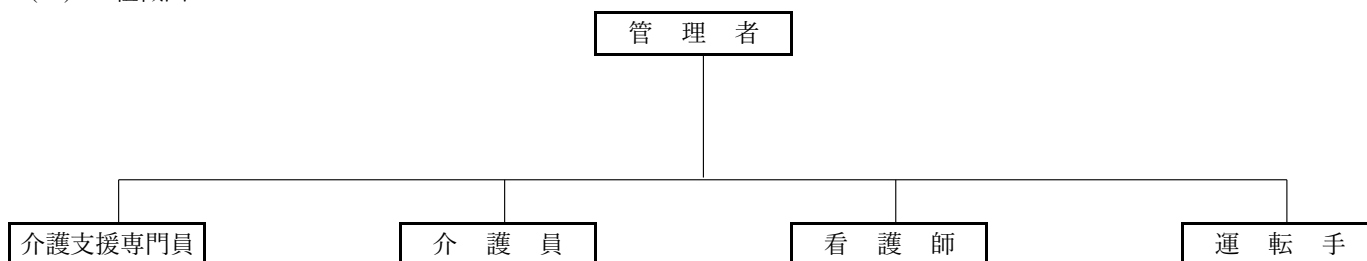 管 理 者
介護支援専門員 介 護 員 看 護 師 運 転 手